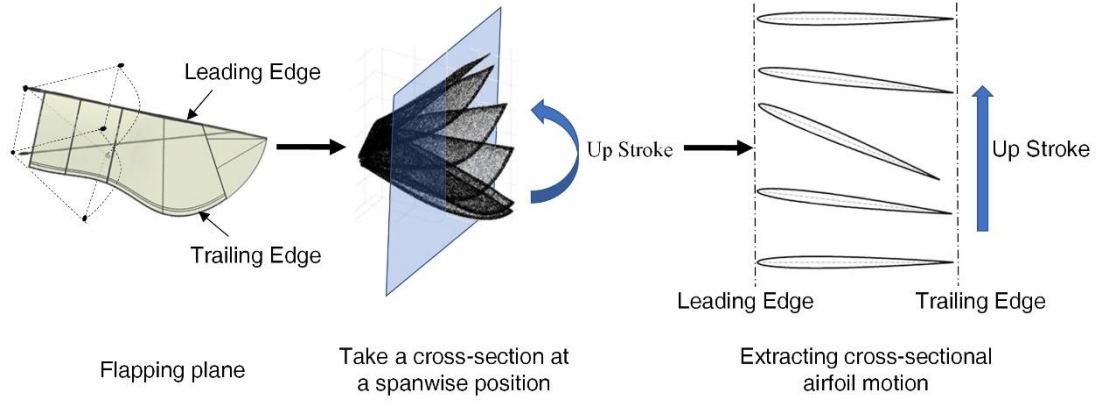 Leading Edge
Trailing Edge
Up Stroke
Up Stroke
Leading Edge
Trailing Edge
Flapping plane
Take a cross-section at
a spanwise position
Extracting cross-sectional
airfoil motion